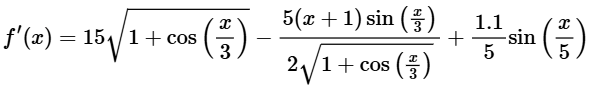 f'(x) = 15√(1 + cos(x/3)) − 5(x + 1) sin(x/3) / 2√(1 + cos(x/3)) + 1.1/5 sin(x/5)